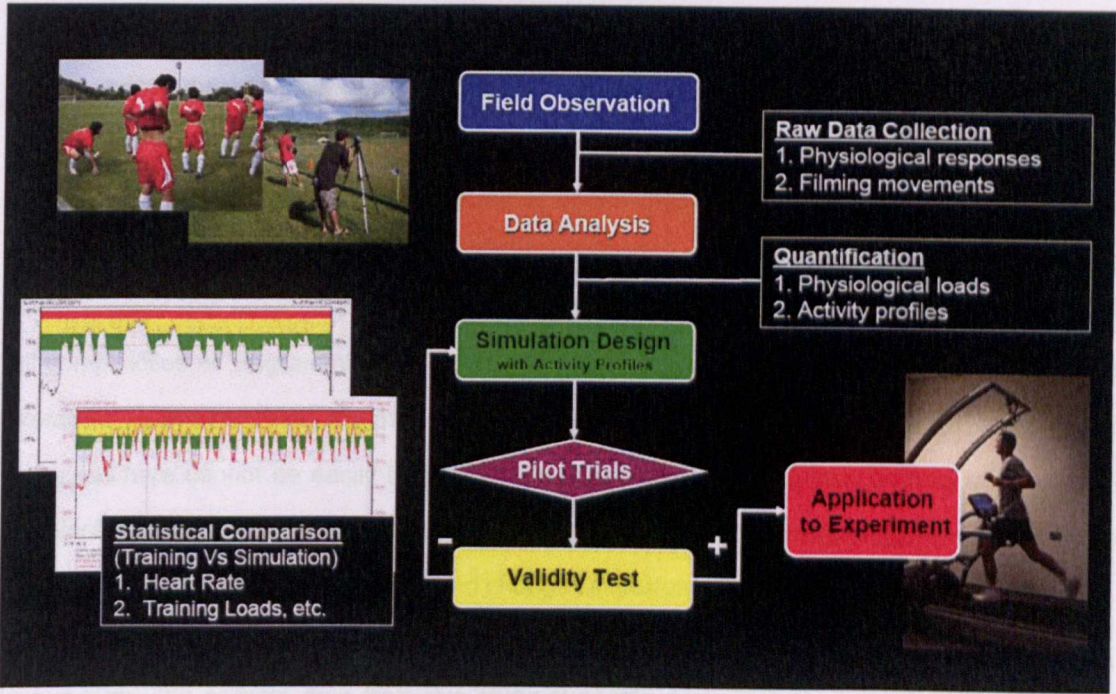 Field Observation
Raw Data Collection
1. Physiological responses
2. Filming movements
Data Analysis
Quantification
1. Physiological loads
2. Activity profiles
Simulation Design
with Activity Profiles
Pilot Trials
Application
to Experiment
-
+
Validity Test
Statistical Comparison
(Training Vs Simulation)
1. Heart Rate
2. Training Loads, etc.